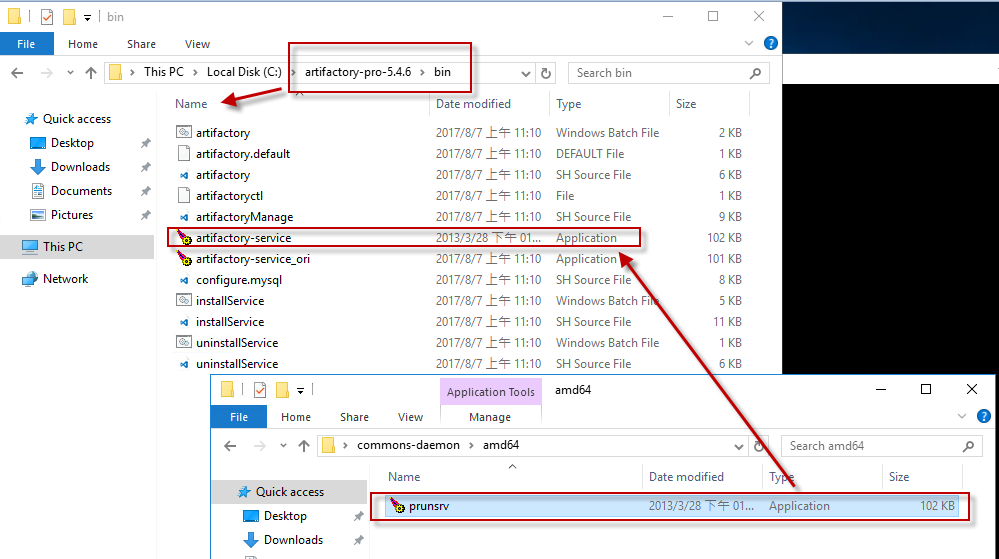 bin
File Home Share View
This PC > Local Disk (C:) > artifactory-pro-5.4.6 > bin
Search bin
Name Date modified Type Size
Quick access
Desktop
Downloads
Documents
Pictures
This PC
Network
artifactory 2017/8/7 上午 11:10 Windows Batch File 2 KB
artifactory.default 2017/8/7 上午 11:10 DEFAULT File 1 KB
artifactory 2017/8/7 上午 11:10 SH Source File 6 KB
artifactoryctl 2017/8/7 上午 11:10 File 1 KB
artifactoryManage 2017/8/7 上午 11:10 SH Source File 9 KB
artifactory-service 2013/3/28 下午 01... Application 102 KB
artifactory-service_ori 2017/8/7 上午 11:10 Application 101 KB
configure.mysql 2017/8/7 上午 11:10 SH Source File 8 KB
installService 2017/8/7 上午 11:10 Windows Batch File 5 KB
installService 2017/8/7 上午 11:10 SH Source File 11 KB
uninstallService 2017/8/7 上午 11:10 Windows Batch File 2 KB
uninstallService 2017/8/7 上午 11:10 SH Source File 2 KB
Application Tools amd64
File Home Share View Manage
commons-daemon > amd64
Search amd64
Name Date modified Type Size
Quick access
Desktop
Downloads
prunsrv 2013/3/28 下午 01... Application 102 KB